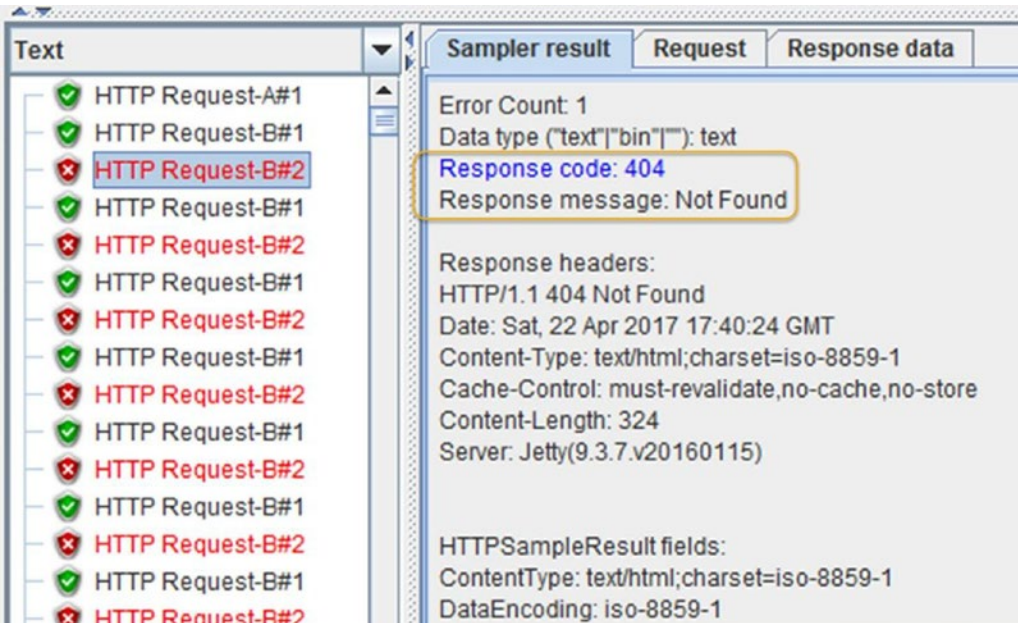 Text
HTTP Request-A#1
HTTP Request-B#1
HTTP Request-B#2
HTTP Request-B#1
HTTP Request-B#2
HTTP Request-B#1
HTTP Request-B#2
HTTP Request-B#1
HTTP Request-B#2
HTTP Request-B#1
HTTP Request-B#2
HTTP Request-B#1
HTTP Request-B#2
HTTP Request-B#1
HTTP Request-B#2
Sampler result Request Response data
Error Count: 1
Data type ("text"|"bin"|""): text
Response code: 404
Response message: Not Found
Response headers:
HTTP/1.1 404 Not Found
Date: Sat, 22 Apr 2017 17:40:24 GMT
Content-Type: text/html;charset=iso-8859-1
Cache-Control: must-revalidate,no-cache,no-store
Content-Length: 324
Server: Jetty(9.3.7.v20160115)
HTTPSampleResult fields:
ContentType: text/html;charset=iso-8859-1
DataEncoding: iso-8859-1